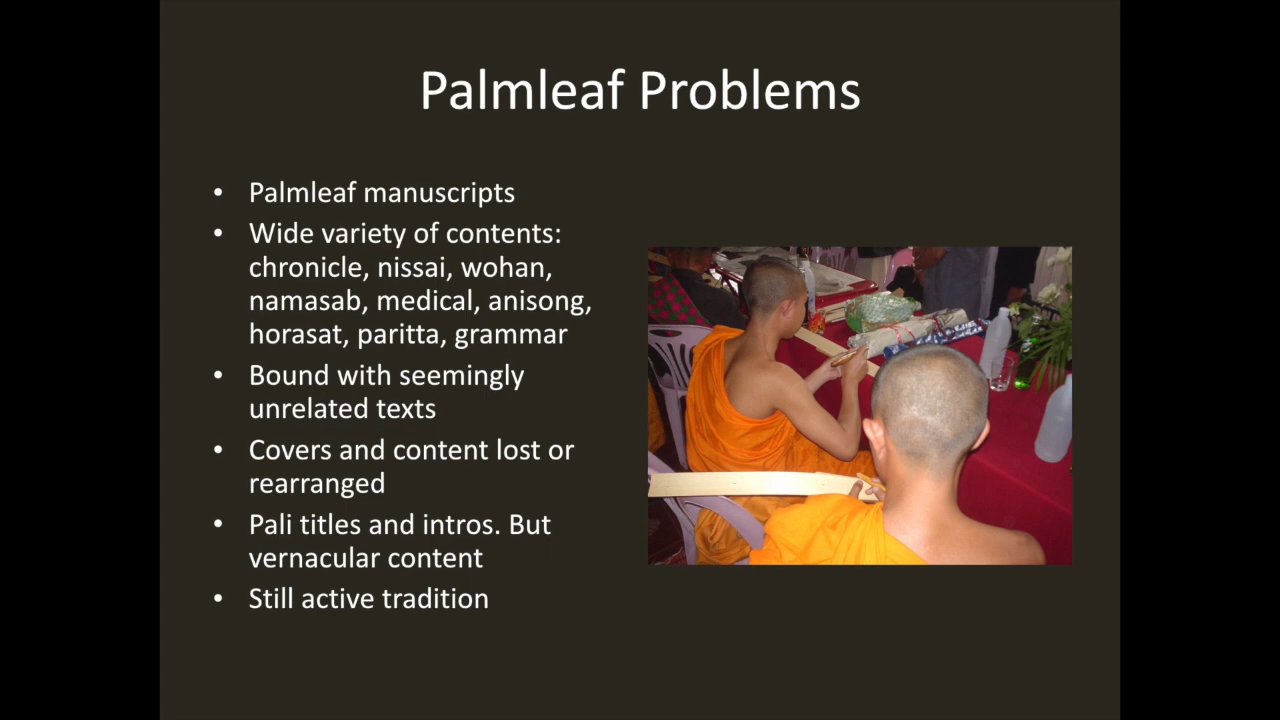 Palmleaf Problems
• Palmleaf manuscripts
• Wide variety of contents:
chronicle, nissai, wohan,
namasab, medical, anisong,
horasat, paritta, grammar
• Bound with seemingly
unrelated texts
• Covers and content lost or
rearranged
• Pali titles and intros. But
vernacular content
• Still active tradition